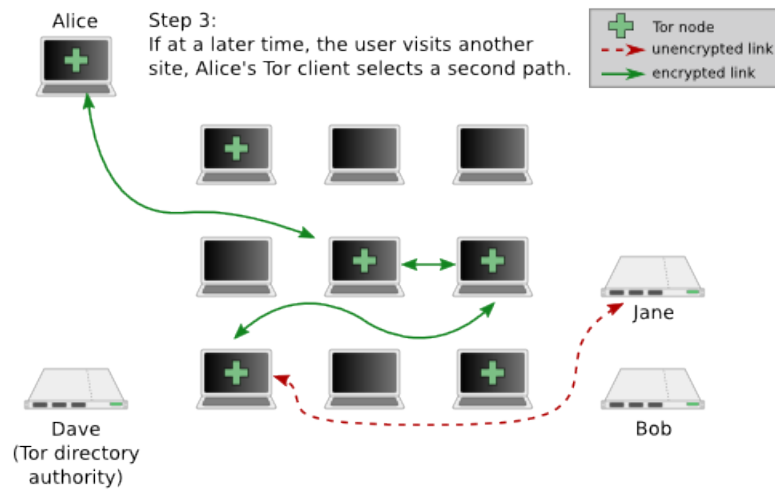 Alice
Step 3:
If at a later time, the user visits another
site, Alice's Tor client selects a second path.
Tor node
unencrypted link
encrypted link
Jane
Dave
(Tor directory
authority)
Bob